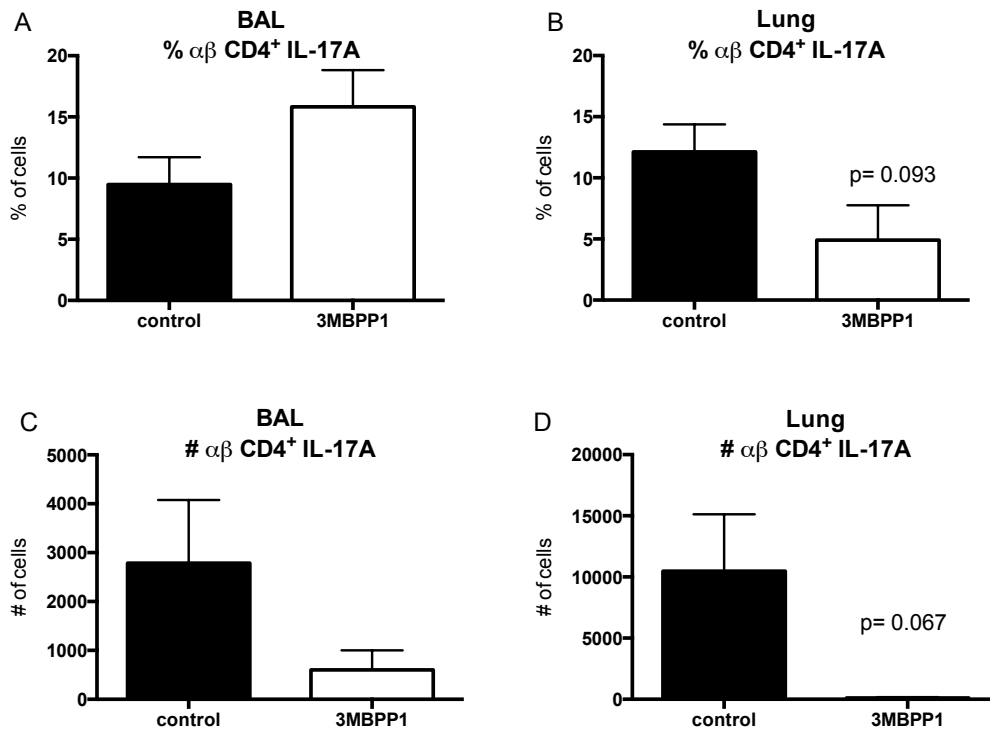 A
BAL
% αβ CD4⁺ IL-17A
% of cells
20
15
10
5
0
control
3MBPP1
B
Lung
% αβ CD4⁺ IL-17A
% of cells
20
15
10
5
0
p= 0.093
control
3MBPP1
C
BAL
# αβ CD4⁺ IL-17A
# of cells
5000
4000
3000
2000
1000
0
control
3MBPP1
D
Lung
# αβ CD4⁺ IL-17A
# of cells
20000
15000
10000
5000
0
p= 0.067
control
3MBPP1